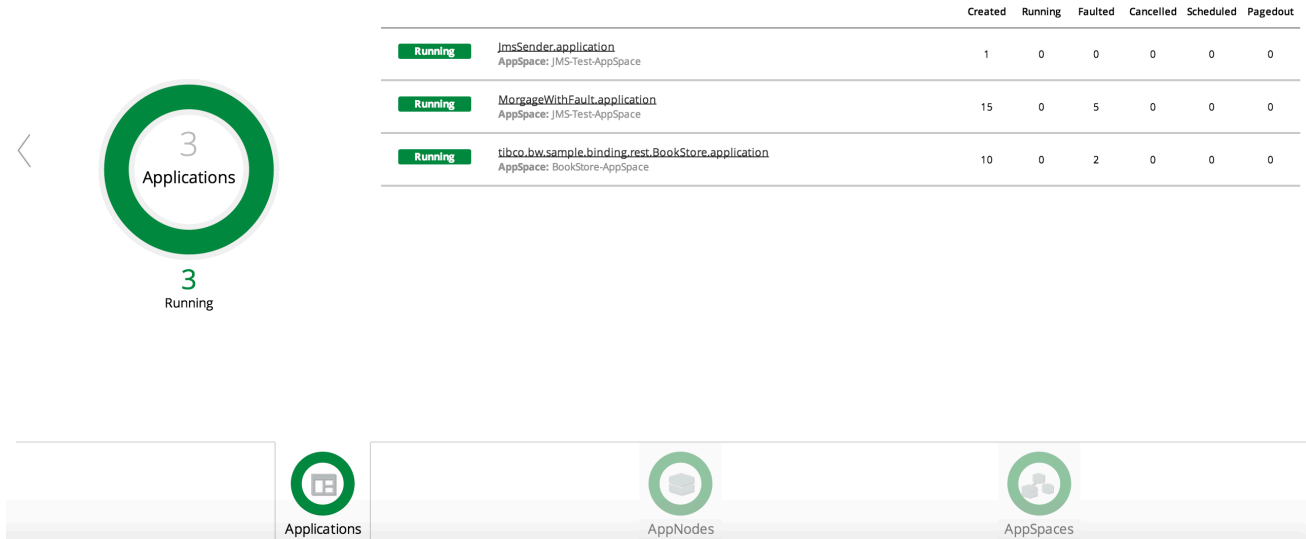 Created Running Faulted Cancelled Scheduled Pagedout
Running JmsSender.application 1 0 0 0 0 0
AppSpace: JMS-Test-AppSpace
Running MorgageWithFault.application 15 0 5 0 0 0
AppSpace: JMS-Test-AppSpace
Running tibco.bw.sample.binding.rest.BookStore.application 10 0 2 0 0 0
AppSpace: BookStore-AppSpace
3
Applications
3
Running
Applications AppNodes AppSpaces